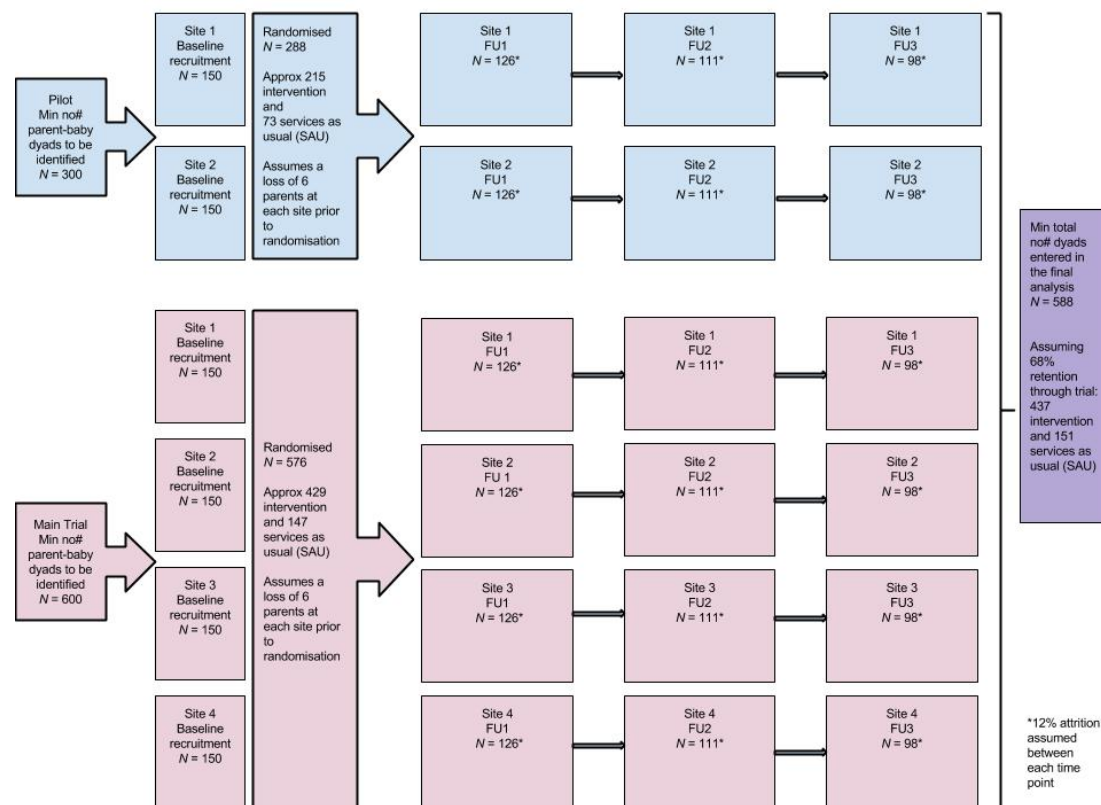 Pilot
Min no#
parent-baby
dyads to be
identified
N = 300
Site 1
Baseline
recruitment
N = 150
Site 2
Baseline
recruitment
N = 150
Randomised
N = 288
Approx 215
intervention
and
73 services as
usual (SAU)
Assumes a
loss of 6
parents at
each site prior
to
randomisation
Site 1
FU1
N = 126*
Site 1
FU2
N = 111*
Site 1
FU3
N = 98*
Site 2
FU1
N = 126*
Site 2
FU2
N = 111*
Site 2
FU3
N = 98*
Main Trial
Min no#
parent-baby
dyads to be
identified
N = 600
Site 1
Baseline
recruitment
N = 150
Site 2
Baseline
recruitment
N = 150
Site 3
Baseline
recruitment
N = 150
Site 4
Baseline
recruitment
N = 150
Randomised
N = 576
Approx 429
intervention
and 147
services as
usual (SAU)
Assumes a
loss of 6
parents at
each site prior
to
randomisation
Site 1
FU1
N = 126*
Site 1
FU2
N = 111*
Site 1
FU3
N = 98*
Site 2
FU 1
N = 126*
Site 2
FU2
N = 111*
Site 2
FU3
N = 98*
Site 3
FU1
N = 126*
Site 3
FU2
N = 111*
Site 3
FU3
N = 98*
Site 4
FU1
N = 126*
Site 4
FU2
N = 111*
Site 4
FU3
N = 98*
Min total
no# dyads
entered in
the final
analysis
N = 588
Assuming
68%
retention
through trial:
437
intervention
and 151
services as
usual (SAU)
*12% attrition
assumed
between
each time
point